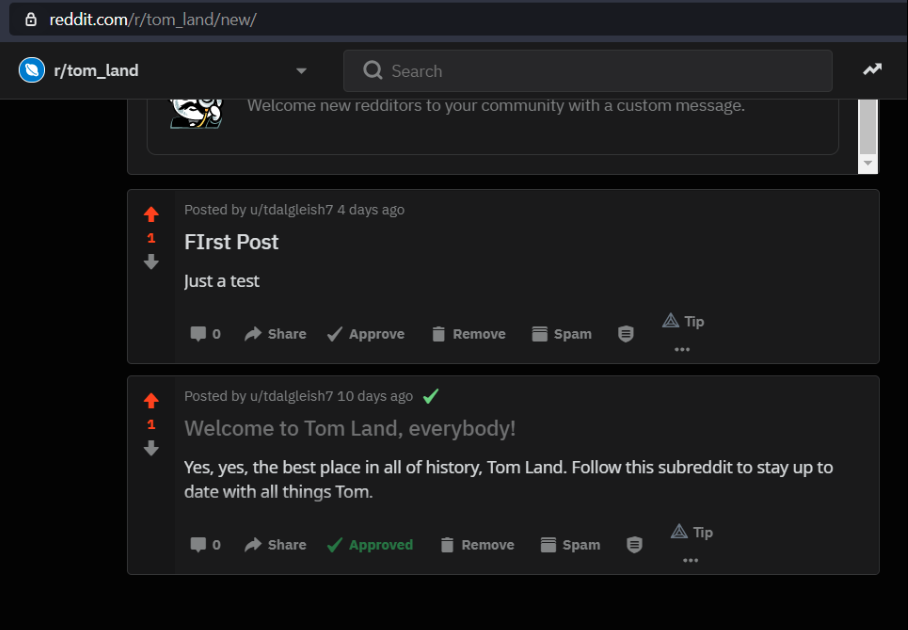 reddit.com/r/tom_land/new/
r/tom_land
Search
Welcome new redditors to your community with a custom message.
Posted by u/tdalgleish7 4 days ago
1
FIrst Post
Just a test
0 Share Approve Remove Spam Tip
Posted by u/tdalgleish7 10 days ago
1
Welcome to Tom Land, everybody!
Yes, yes, the best place in all of history, Tom Land. Follow this subreddit to stay up to
date with all things Tom.
0 Share Approved Remove Spam Tip